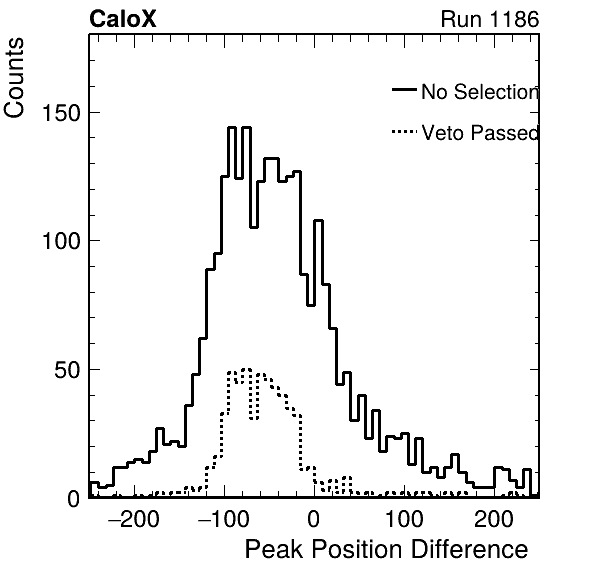 CaloX Run 1186
Counts
No Selection
Veto Passed
150
100
50
0
−200 −100 0 100 200
Peak Position Difference